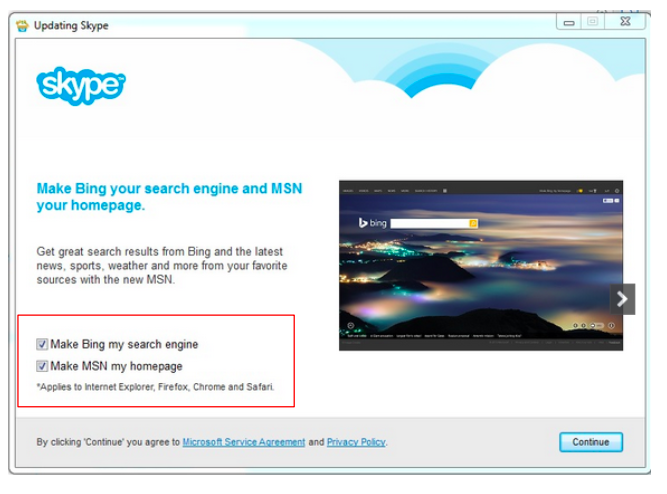 Updating Skype
skype
Make Bing your search engine and MSN
your homepage.
Get great search results from Bing and the latest
news, sports, weather and more from your favorite
sources with the new MSN.
bing
Make Bing my search engine
Make MSN my homepage
*Applies to Internet Explorer, Firefox, Chrome and Safari.
By clicking 'Continue' you agree to Microsoft Service Agreement and Privacy Policy.
Continue